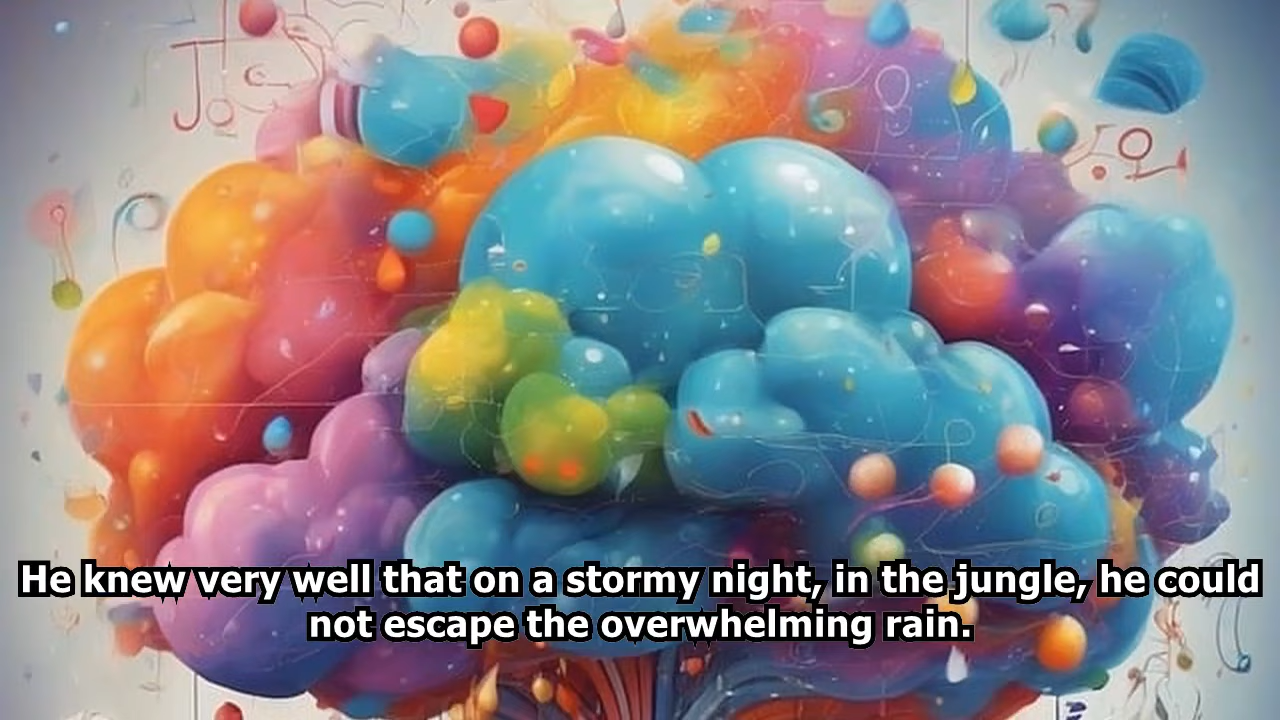 He knew very well that on a stormy night, in the jungle, he could
not escape the overwhelming rain.